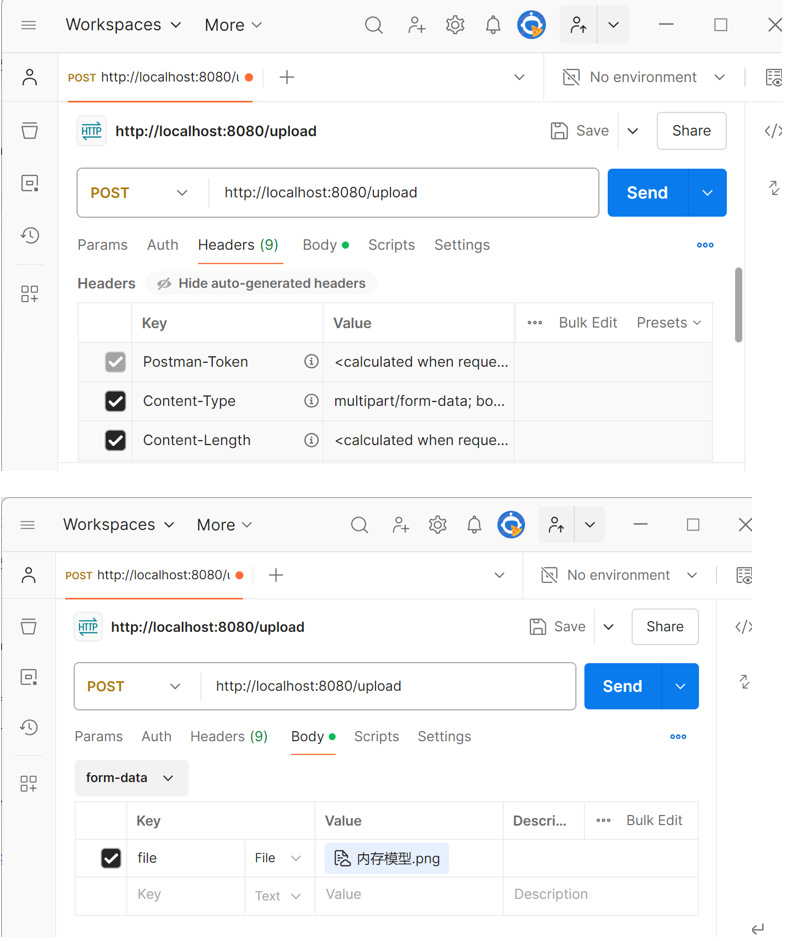 Workspaces More
POST http://localhost:8080/u No environment
HTTP http://localhost:8080/upload Save Share
POST http://localhost:8080/upload Send
Params Auth Headers (9) Body Scripts Settings
Headers Hide auto-generated headers
Key Value Bulk Edit Presets
Postman-Token <calculated when reque...
Content-Type multipart/form-data; bo...
Content-Length <calculated when reque...
Workspaces More
POST http://localhost:8080/u No environment
HTTP http://localhost:8080/upload Save Share
POST http://localhost:8080/upload Send
Params Auth Headers (9) Body Scripts Settings
form-data
Key Value Descri... Bulk Edit
file File 内存模型.png
Key Text Value Description